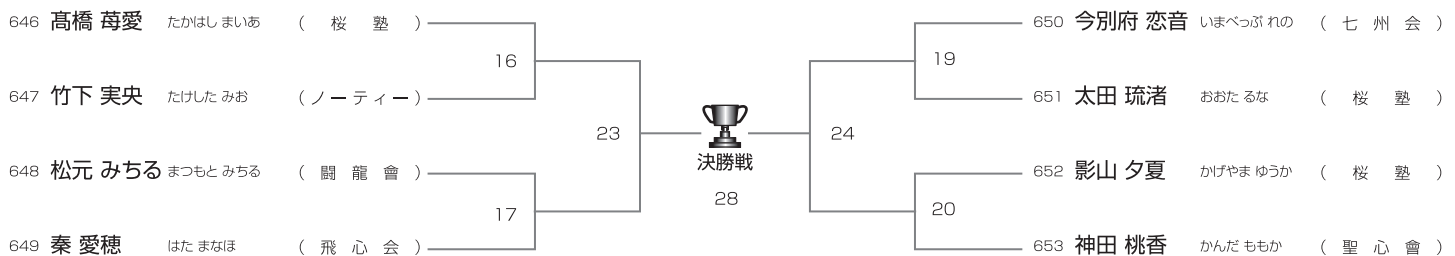 646 髙橋 苺愛 たかはし まいあ ( 桜 塾 )
16
647 竹下 実央 たけした みお ( ノーティー )
23
648 松元 みちる まつもと みちる ( 闘 龍 會 )
17
649 秦 愛穂 はた まなほ ( 飛 心 会 )
決勝戦
28
650 今別府 恋音 いまべっぷ れの ( 七 州 会 )
19
651 太田 琉渚 おおた るな ( 桜 塾 )
24
652 影山 夕夏 かげやま ゆうか ( 桜 塾 )
20
653 神田 桃香 かんだ ももか ( 聖 心 會 )